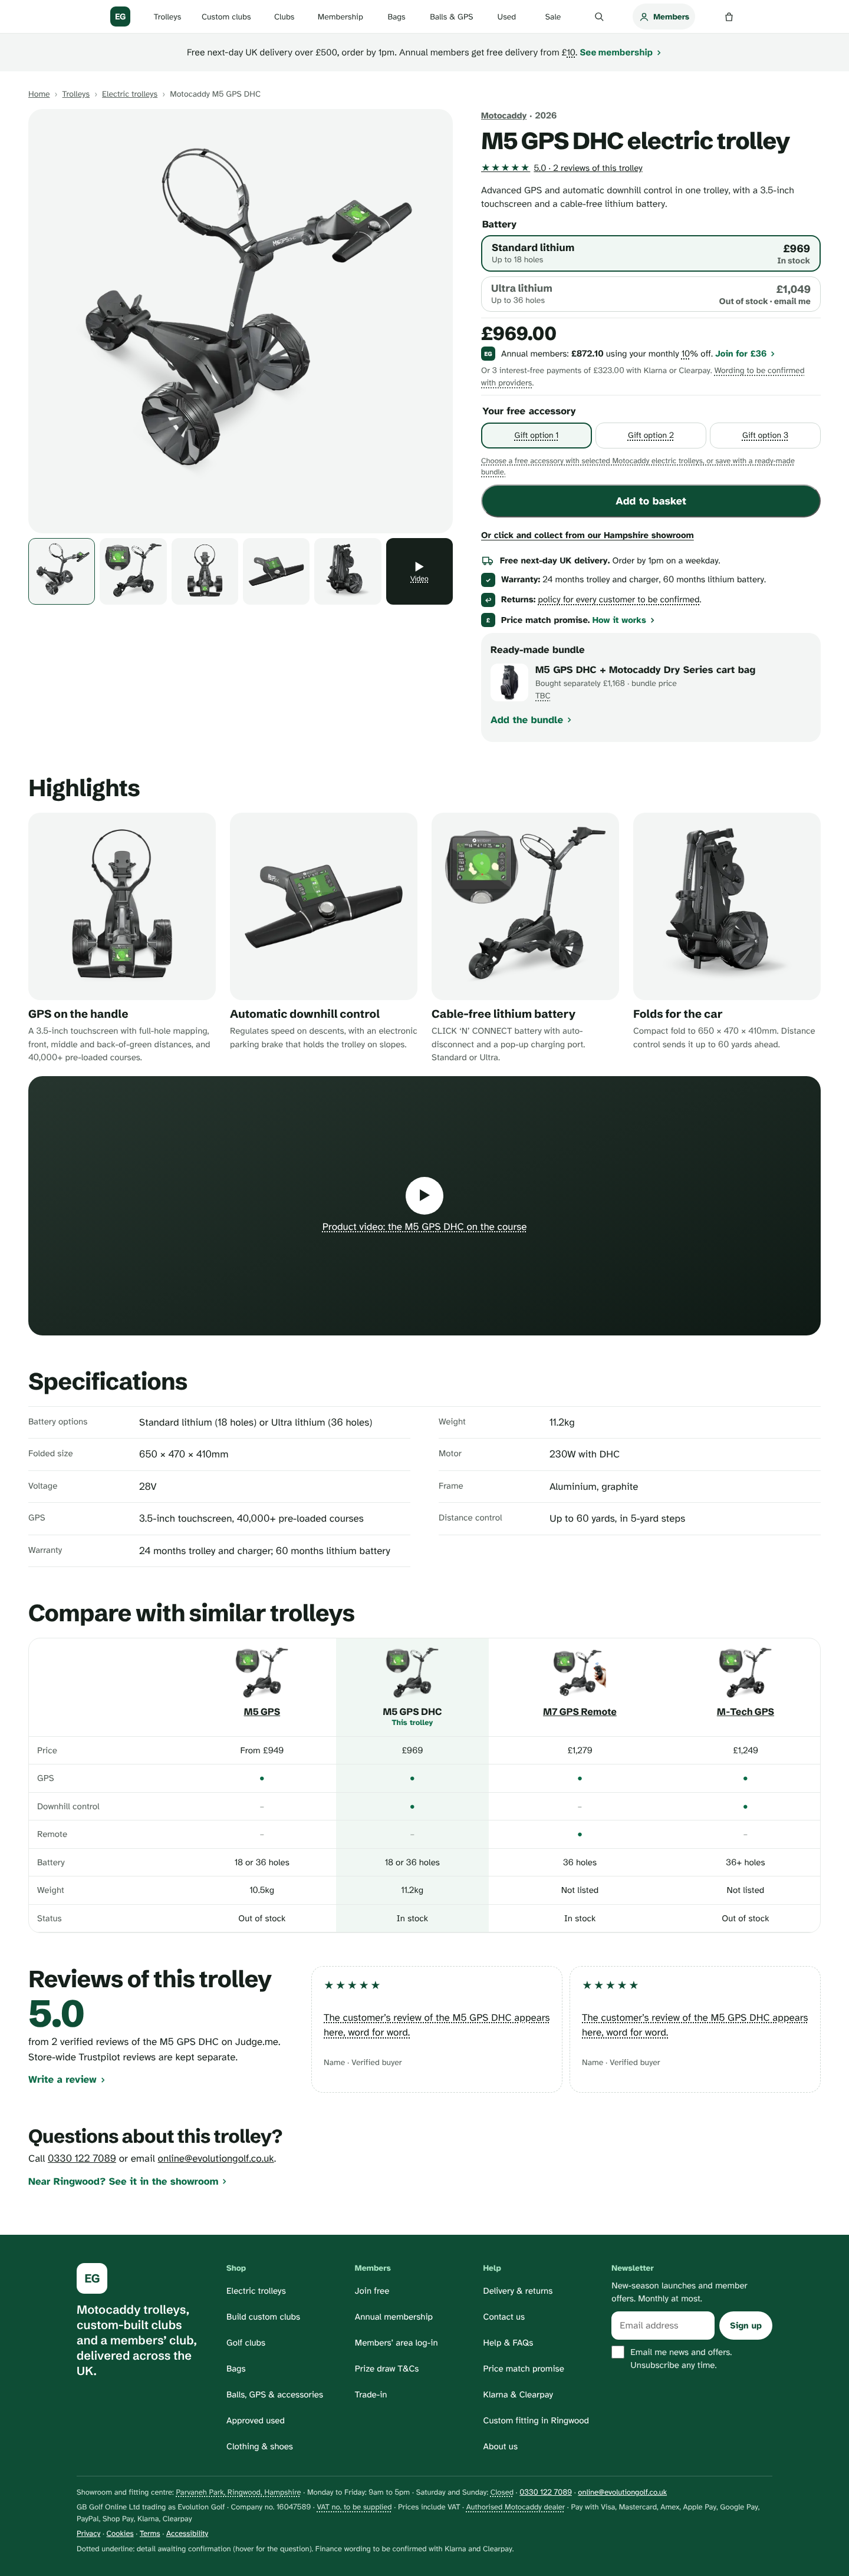 EG
Trolleys
Custom clubs
Clubs
Membership
Bags
Balls & GPS
Used
Sale
Members
Free next-day UK delivery over £500, order by 1pm. Annual members get free delivery from £10. See membership ›
Home › Trolleys › Electric trolleys › Motocaddy M5 GPS DHC
Motocaddy · 2026
M5 GPS DHC electric trolley
★★★★★ 5.0 · 2 reviews of this trolley
Advanced GPS and automatic downhill control in one trolley, with a 3.5-inch
touchscreen and a cable-free lithium battery.
Battery
Standard lithium £969
Up to 18 holes In stock
Ultra lithium £1,049
Up to 36 holes Out of stock · email me
£969.00
EG Annual members: £872.10 using your monthly 10% off. Join for £36 ›
Or 3 interest-free payments of £323.00 with Klarna or Clearpay. Wording to be confirmed
with providers.
Your free accessory
Gift option 1
Gift option 2
Gift option 3
Choose a free accessory with selected Motocaddy electric trolleys, or save with a ready-made
bundle.
Add to basket
Or click and collect from our Hampshire showroom
Free next-day UK delivery. Order by 1pm on a weekday.
Warranty: 24 months trolley and charger, 60 months lithium battery.
Returns: policy for every customer to be confirmed.
£ Price match promise. How it works ›
Video
Ready-made bundle
M5 GPS DHC + Motocaddy Dry Series cart bag
Bought separately £1,168 · bundle price
TBC
Add the bundle ›
Highlights
GPS on the handle
A 3.5-inch touchscreen with full-hole mapping,
front, middle and back-of-green distances, and
40,000+ pre-loaded courses.
Automatic downhill control
Regulates speed on descents, with an electronic
parking brake that holds the trolley on slopes.
Cable-free lithium battery
CLICK ‘N’ CONNECT battery with auto-
disconnect and a pop-up charging port.
Standard or Ultra.
Folds for the car
Compact fold to 650 × 470 × 410mm. Distance
control sends it up to 60 yards ahead.
Product video: the M5 GPS DHC on the course
Specifications
Battery options Standard lithium (18 holes) or Ultra lithium (36 holes)
Weight 11.2kg
Folded size 650 × 470 × 410mm
Motor 230W with DHC
Voltage 28V
Frame Aluminium, graphite
GPS 3.5-inch touchscreen, 40,000+ pre-loaded courses
Distance control Up to 60 yards, in 5-yard steps
Warranty 24 months trolley and charger; 60 months lithium battery
Compare with similar trolleys
M5 GPS M5 GPS DHC M7 GPS Remote M-Tech GPS
This trolley
Price From £949 £969 £1,279 £1,249
GPS ● ● ● ●
Downhill control – ● – ●
Remote – – ● –
Battery 18 or 36 holes 18 or 36 holes 36 holes 36+ holes
Weight 10.5kg 11.2kg Not listed Not listed
Status Out of stock In stock In stock Out of stock
Reviews of this trolley
5.0
from 2 verified reviews of the M5 GPS DHC on Judge.me.
Store-wide Trustpilot reviews are kept separate.
Write a review ›
★★★★★
The customer’s review of the M5 GPS DHC appears
here, word for word.
Name · Verified buyer
★★★★★
The customer’s review of the M5 GPS DHC appears
here, word for word.
Name · Verified buyer
Questions about this trolley?
Call 0330 122 7089 or email online@evolutiongolf.co.uk.
Near Ringwood? See it in the showroom ›
EG
Motocaddy trolleys,
custom-built clubs
and a members’ club,
delivered across the
UK.
Shop
Electric trolleys
Build custom clubs
Golf clubs
Bags
Balls, GPS & accessories
Approved used
Clothing & shoes
Members
Join free
Annual membership
Members’ area log-in
Prize draw T&Cs
Trade-in
Help
Delivery & returns
Contact us
Help & FAQs
Price match promise
Klarna & Clearpay
Custom fitting in Ringwood
About us
Newsletter
New-season launches and member
offers. Monthly at most.
Email address
Sign up
Email me news and offers.
Unsubscribe any time.
Showroom and fitting centre: Parvaneh Park, Ringwood, Hampshire · Monday to Friday: 9am to 5pm · Saturday and Sunday: Closed · 0330 122 7089 · online@evolutiongolf.co.uk
GB Golf Online Ltd trading as Evolution Golf · Company no. 16047589 · VAT no. to be supplied · Prices include VAT · Authorised Motocaddy dealer · Pay with Visa, Mastercard, Amex, Apple Pay, Google Pay,
PayPal, Shop Pay, Klarna, Clearpay
Privacy · Cookies · Terms · Accessibility
Dotted underline: detail awaiting confirmation (hover for the question). Finance wording to be confirmed with Klarna and Clearpay.